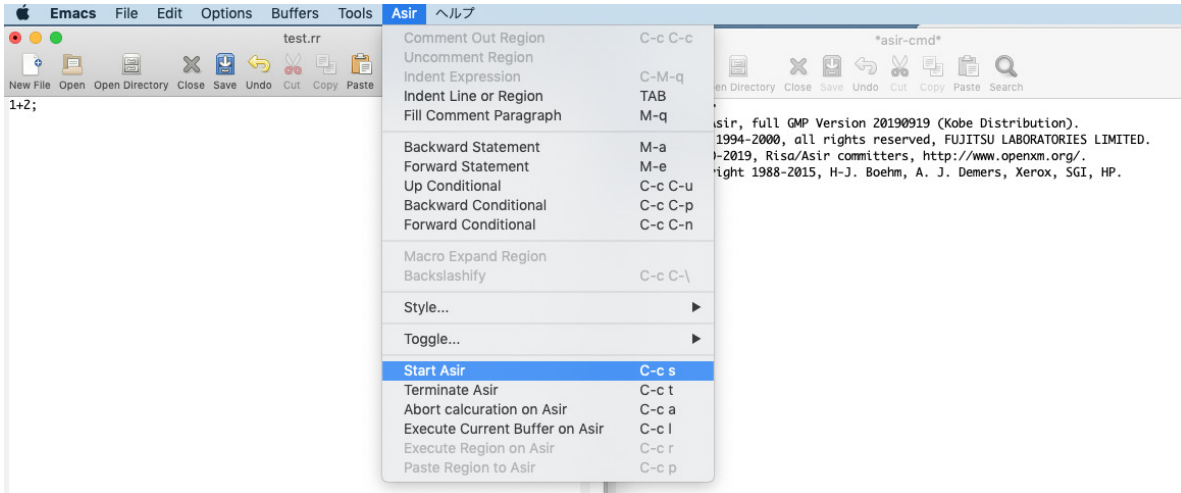 Emacs File Edit Options Buffers Tools Asir ヘルプ
test.rr
New File Open Open Directory Close Save Undo Cut Copy Paste
1+2;
Comment Out Region C-c C-c
Uncomment Region
Indent Expression C-M-q
Indent Line or Region TAB
Fill Comment Paragraph M-q
Backward Statement M-a
Forward Statement M-e
Up Conditional C-c C-u
Backward Conditional C-c C-p
Forward Conditional C-c C-n
Macro Expand Region
Backslashify C-c C-\
Style...
Toggle...
Start Asir C-c s
Terminate Asir C-c t
Abort calcuration on Asir C-c a
Execute Current Buffer on Asir C-c l
Execute Region on Asir C-c r
Paste Region to Asir C-c p
*asir-cmd*
en Directory Close Save Undo Cut Copy Paste Search
Asir, full GMP Version 20190919 (Kobe Distribution).
1994-2000, all rights reserved, FUJITSU LABORATORIES LIMITED.
-2019, Risa/Asir committers, http://www.openxm.org/.
right 1988-2015, H-J. Boehm, A. J. Demers, Xerox, SGI, HP.